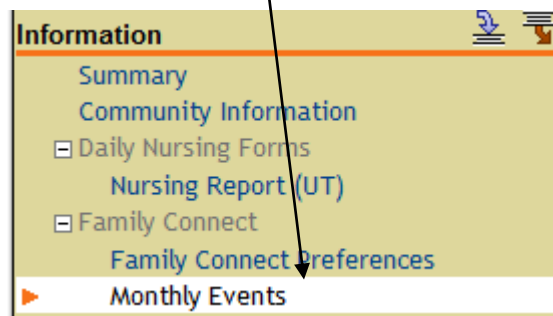 Information
Summary
Community Information
Daily Nursing Forms
Nursing Report (UT)
Family Connect
Family Connect Preferences
Monthly Events